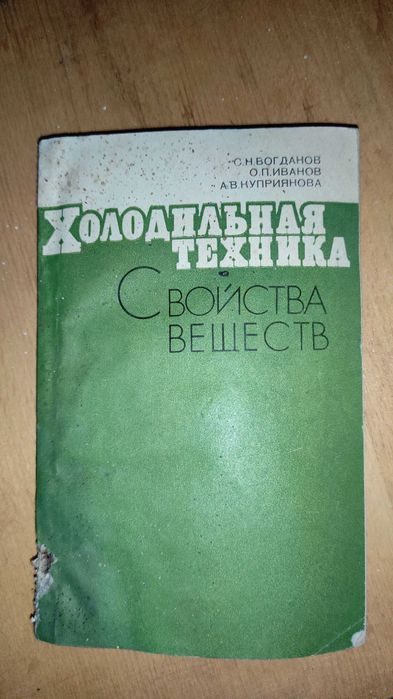 С.Н.БОГДАНОВ
О.П.ИВАНОВ
А.В.КУПРИЯНОВА
ХОЛОДИЛЬНАЯ
ТЕХНИКА
СВОЙСТВА
ВЕЩЕСТВ